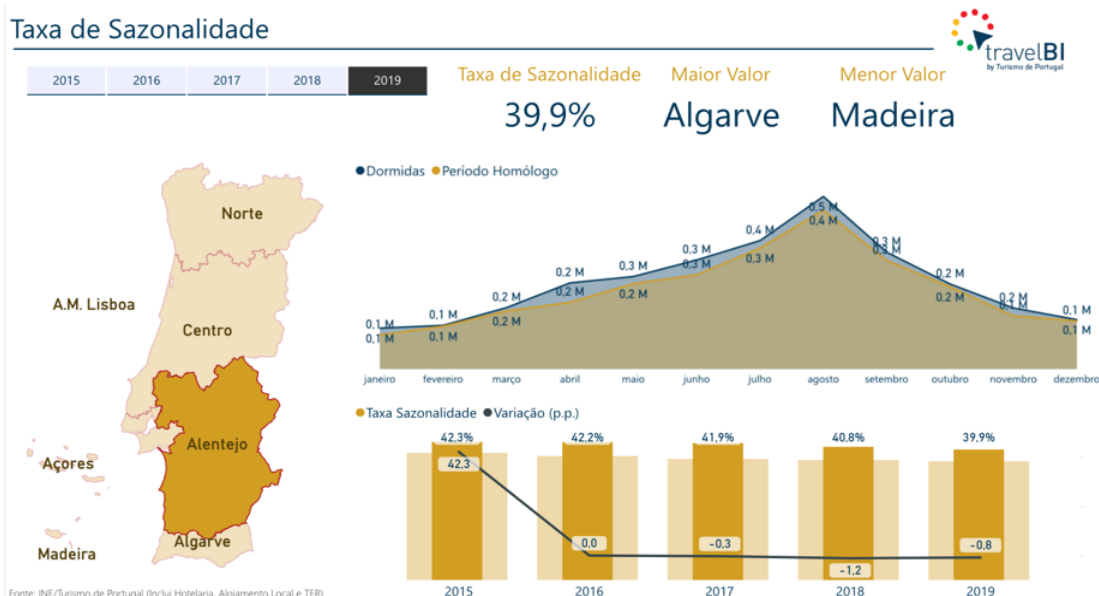 Taxa de Sazonalidade
travelBI
by Turismo de Portugal
2015 2016 2017 2018 2019
Taxa de Sazonalidade Maior Valor Menor Valor
39,9% Algarve Madeira
Norte
A.M. Lisboa
Centro
Alentejo
Açores
Madeira
Algarve
Dormidas Período Homólogo
0,1 M 0,1 M 0,2 M 0,2 M 0,3 M 0,3 M 0,4 M 0,5 M 0,3 M 0,2 M 0,2 M 0,1 M
0,1 M 0,1 M 0,2 M 0,2 M 0,2 M 0,3 M 0,3 M 0,4 M 0,3 M 0,2 M 0,1 M 0,1 M
janeiro fevereiro março abril maio junho julho agosto setembro outubro novembro dezembro
Taxa Sazonalidade Variação (p.p.)
42,3% 42,2% 41,9% 40,8% 39,9%
42,3 0,0 -0,3 -1,2 -0,8
2015 2016 2017 2018 2019
Fonte: INE/Turismo de Portugal (Inclui Hotelaria, Alojamento Local e TER)